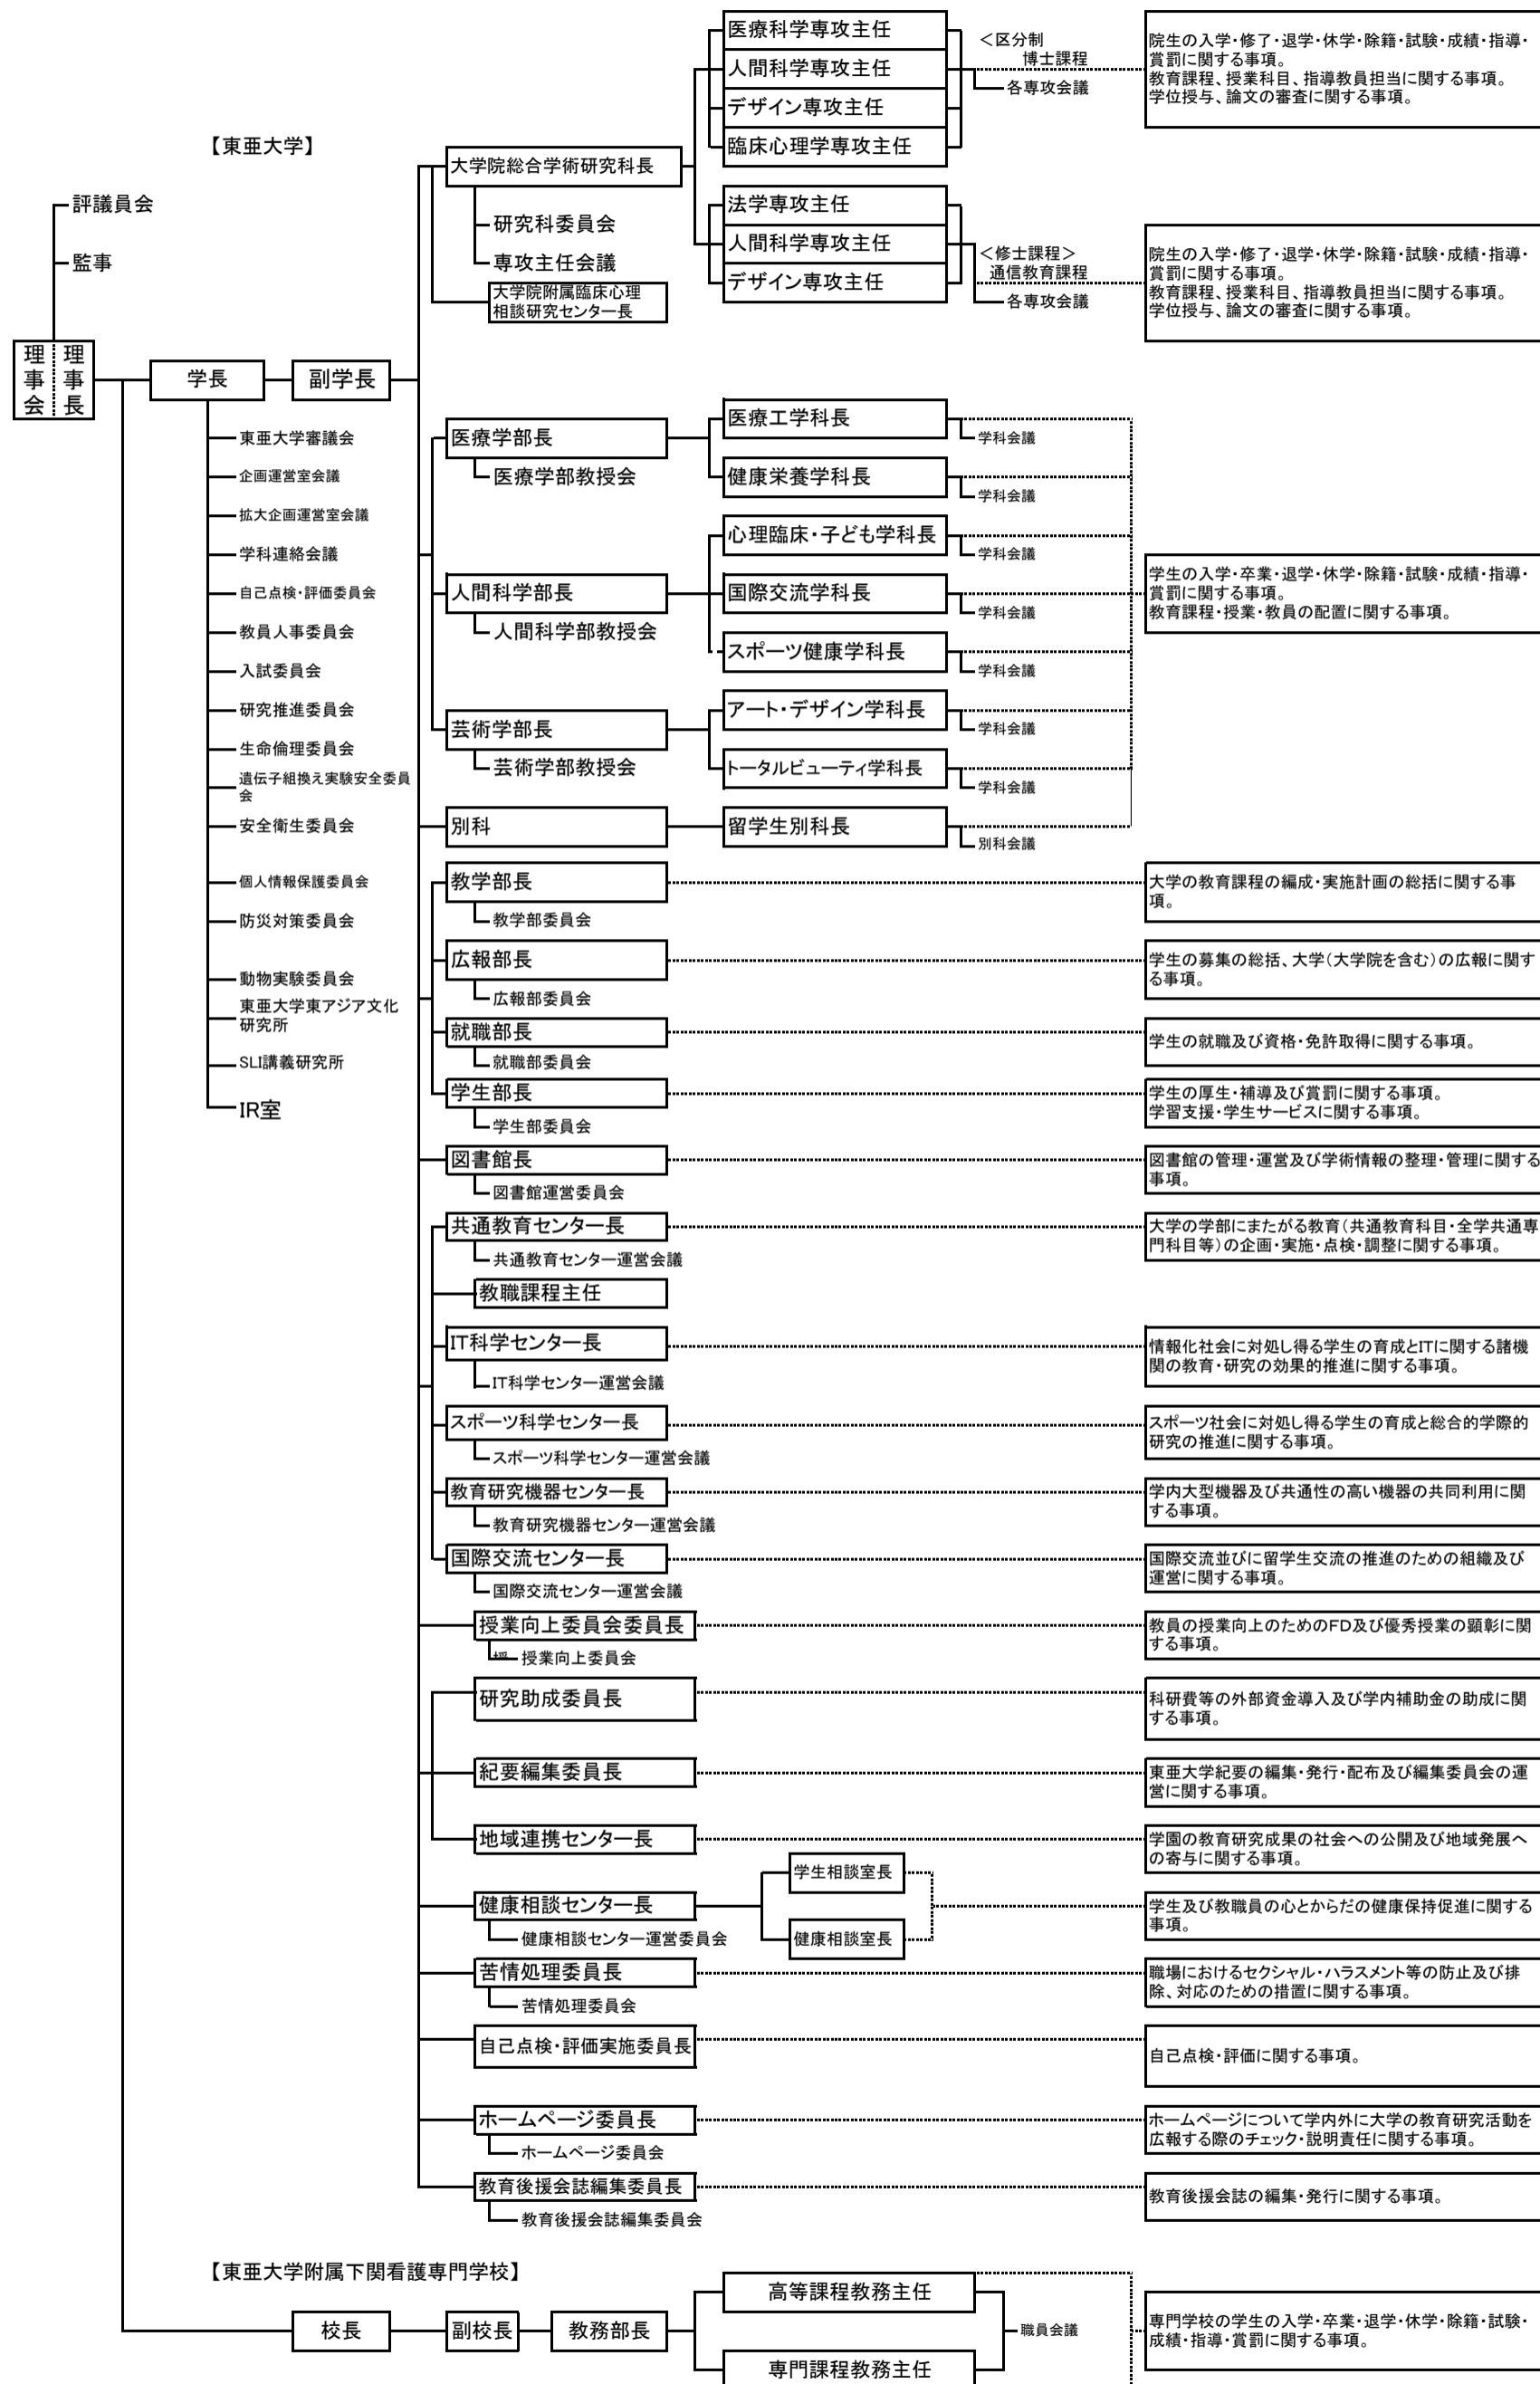 【東亜大学】
評議員会
監事
理事会
理事長
学長
副学長
東亜大学審議会
企画運営室会議
拡大企画運営室会議
学科連絡会議
自己点検・評価委員会
教員人事委員会
入試委員会
研究推進委員会
生命倫理委員会
遺伝子組換え実験安全委員
会
安全衛生委員会
個人情報保護委員会
防災対策委員会
動物実験委員会
東亜大学東アジア文化
研究所
SLI講義研究所
IR室
大学院総合学術研究科長
研究科委員会
専攻主任会議
大学院附属臨床心理
相談研究センター長
医療科学専攻主任
人間科学専攻主任
デザイン専攻主任
臨床心理学専攻主任
＜区分制
博士課程
各専攻会議
院生の入学・修了・退学・休学・除籍・試験・成績・指導・
賞罰に関する事項。
教育課程、授業科目、指導教員担当に関する事項。
学位授与、論文の審査に関する事項。
法学専攻主任
人間科学専攻主任
デザイン専攻主任
＜修士課程＞
通信教育課程
各専攻会議
院生の入学・修了・退学・休学・除籍・試験・成績・指導・
賞罰に関する事項。
教育課程、授業科目、指導教員担当に関する事項。
学位授与、論文の審査に関する事項。
医療学部長
医療学部教授会
医療工学科長
学科会議
健康栄養学科長
学科会議
人間科学部長
人間科学部教授会
心理臨床・子ども学科長
学科会議
国際交流学科長
学科会議
スポーツ健康学科長
学科会議
芸術学部長
芸術学部教授会
アート・デザイン学科長
学科会議
トータルビューティ学科長
学科会議
別科
留学生別科長
別科会議
学生の入学・卒業・退学・休学・除籍・試験・成績・指導・
賞罰に関する事項。
教育課程・授業・教員の配置に関する事項。
教学部長
教学部委員会
大学の教育課程の編成・実施計画の総括に関する事
項。
広報部長
広報部委員会
学生の募集の総括、大学（大学院を含む）の広報に関す
る事項。
就職部長
就職部委員会
学生の就職及び資格・免許取得に関する事項。
学生部長
学生部委員会
学生の厚生・補導及び賞罰に関する事項。
学習支援・学生サービスに関する事項。
図書館長
図書館運営委員会
図書館の管理・運営及び学術情報の整理・管理に関する
事項。
共通教育センター長
共通教育センター運営会議
大学の学部にまたがる教育（共通教育科目・全学共通専
門科目等）の企画・実施・点検・調整に関する事項。
教職課程主任
IT科学センター長
IT科学センター運営会議
情報化社会に対処し得る学生の育成とITに関する諸機
関の教育・研究の効果的推進に関する事項。
スポーツ科学センター長
スポーツ科学センター運営会議
スポーツ社会に対処し得る学生の育成と総合的学際的
研究の推進に関する事項。
教育研究機器センター長
教育研究機器センター運営会議
学内大型機器及び共通性の高い機器の共同利用に関
する事項。
国際交流センター長
国際交流センター運営会議
国際交流並びに留学生交流の推進のための組織及び
運営に関する事項。
授業向上委員会委員長
授業向上委員会
教員の授業向上のためのFD及び優秀授業の顕彰に関
する事項。
研究助成委員長
科研費等の外部資金導入及び学内補助金の助成に関
する事項。
紀要編集委員長
東亜大学紀要の編集・発行・配布及び編集委員会の運
営に関する事項。
地域連携センター長
学園の教育研究成果の社会への公開及び地域発展へ
の寄与に関する事項。
健康相談センター長
健康相談センター運営委員会
学生相談室長
健康相談室長
学生及び教職員の心とからだの健康保持促進に関する
事項。
苦情処理委員長
苦情処理委員会
職場におけるセクシャル・ハラスメント等の防止及び排
除、対応のための措置に関する事項。
自己点検・評価実施委員長
自己点検・評価に関する事項。
ホームページ委員長
ホームページ委員会
ホームページについて学内外に大学の教育研究活動を
広報する際のチェック・説明責任に関する事項。
教育後援会誌編集委員長
教育後援会誌編集委員会
教育後援会誌の編集・発行に関する事項。
【東亜大学附属下関看護専門学校】
校長
副校長
教務部長
高等課程教務主任
専門課程教務主任
職員会議
専門学校の学生の入学・卒業・退学・休学・除籍・試験・
成績・指導・賞罰に関する事項。